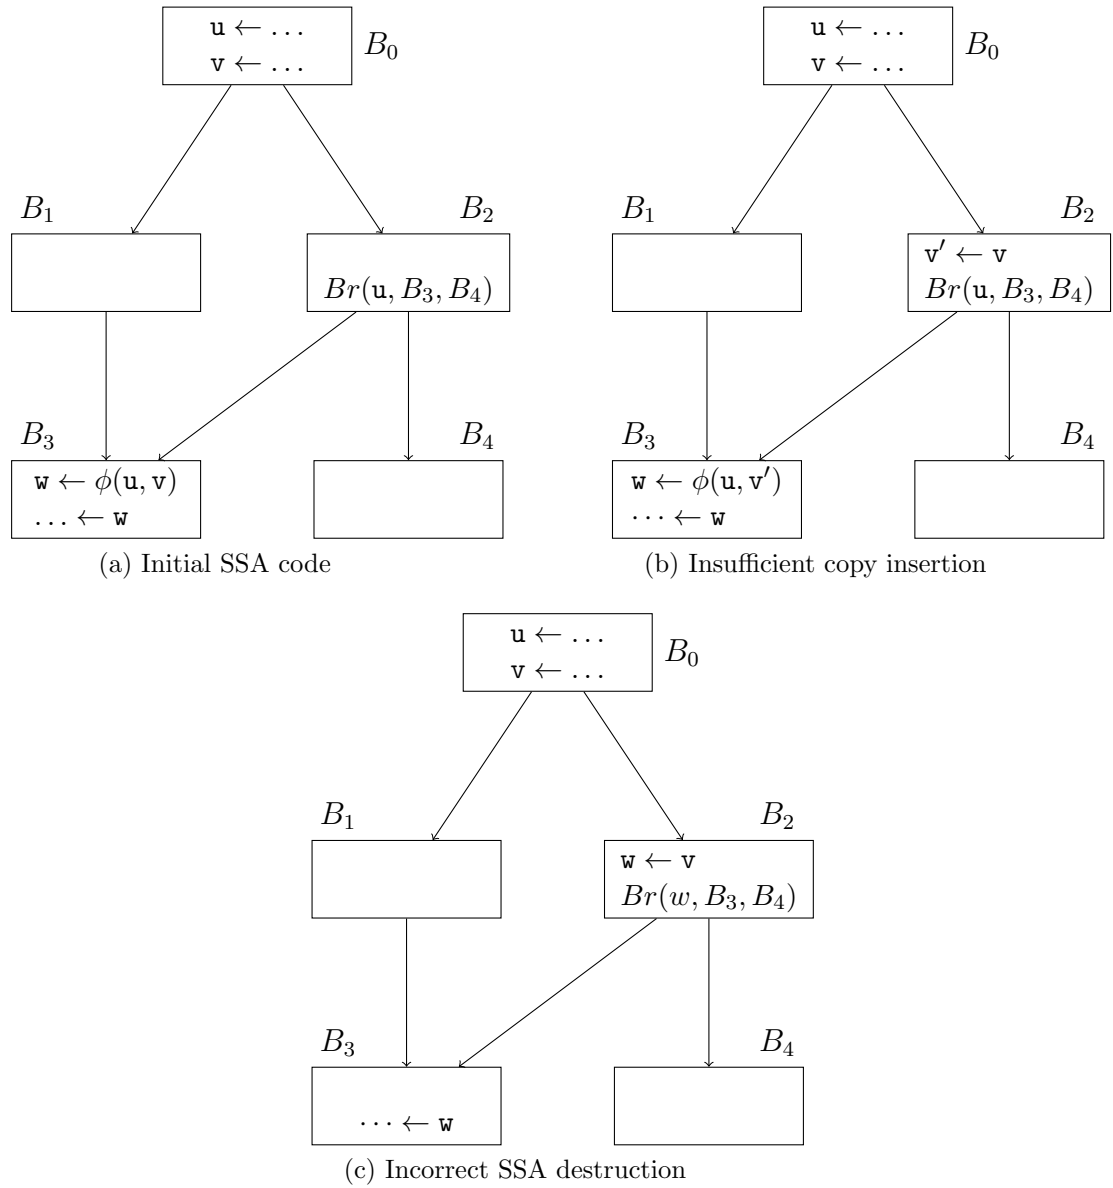 u ← ...
v ← ...
B₀
B₁
B₂
Br(u, B₃, B₄)
B₃
B₄
w ← ϕ(u, v)
... ← w
(a) Initial SSA code
u ← ...
v ← ...
B₀
B₁
B₂
v′ ← v
Br(u, B₃, B₄)
B₃
B₄
w ← ϕ(u, v′)
⋯ ← w
(b) Insufficient copy insertion
u ← ...
v ← ...
B₀
B₁
B₂
w ← v
Br(w, B₃, B₄)
B₃
B₄
⋯ ← w
(c) Incorrect SSA destruction